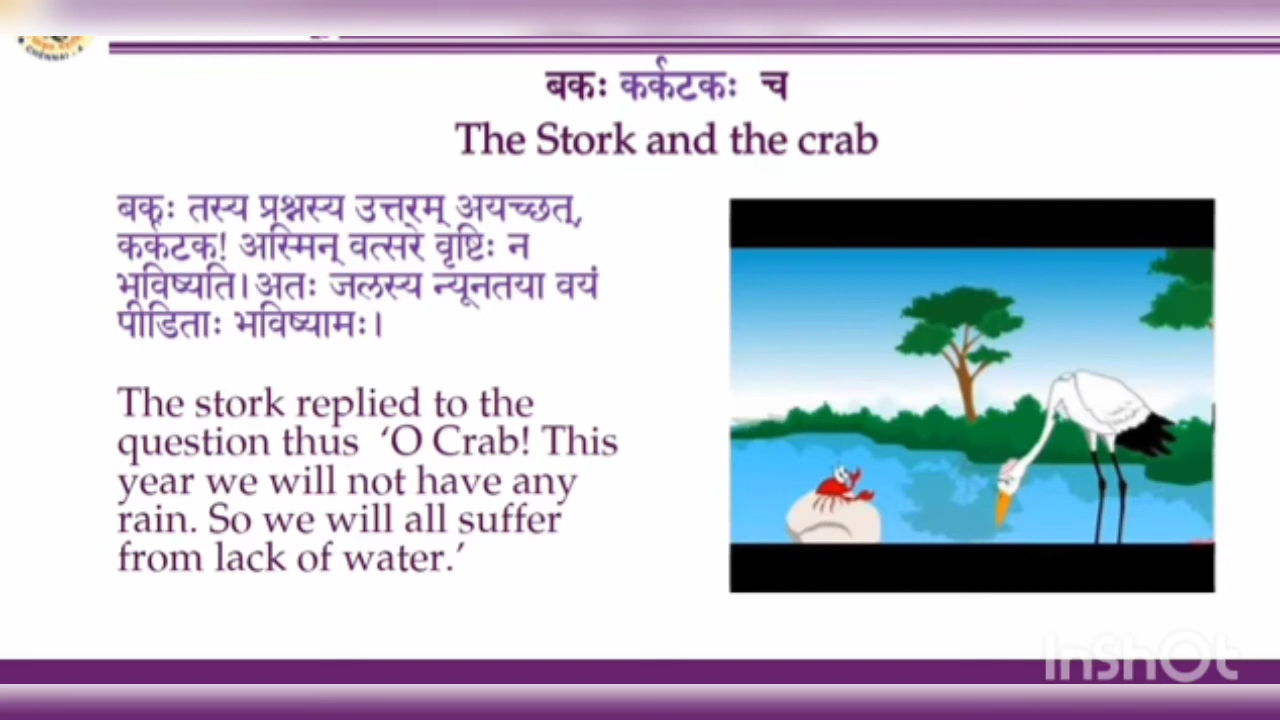 CHENNAI - 4
बकः कर्कटकः च
The Stork and the crab
बकः तस्य प्रश्नस्य उत्तरम् अयच्छत्,
कर्कटक! अस्मिन् वत्सरे वृष्टिः न
भविष्यति। अतः जलस्य न्यूनतया वयं
पीडिताः भविष्यामः।
The stork replied to the
question thus ‘O Crab! This
year we will not have any
rain. So we will all suffer
from lack of water.’
InShOt